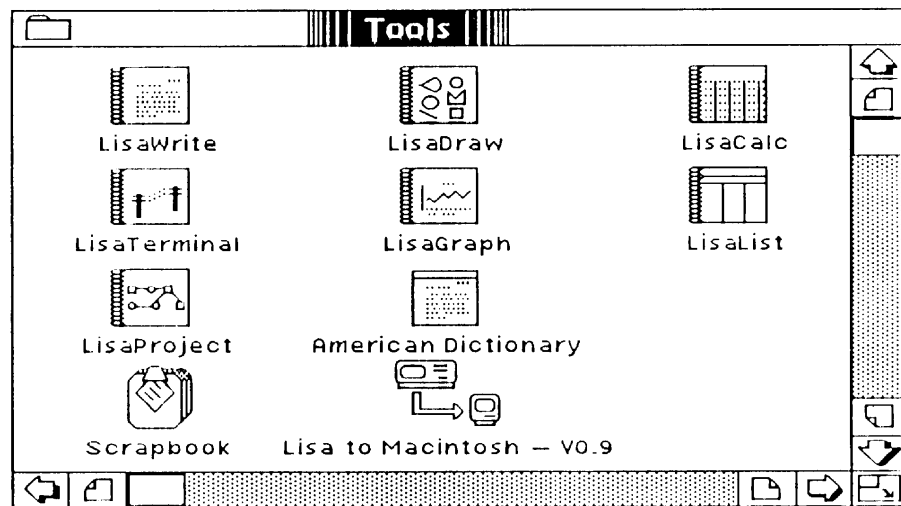 Tools
LisaWrite LisaDraw LisaCalc
LisaTerminal LisaGraph LisaList
LisaProject American Dictionary
Scrapbook Lisa to Macintosh — V0.9